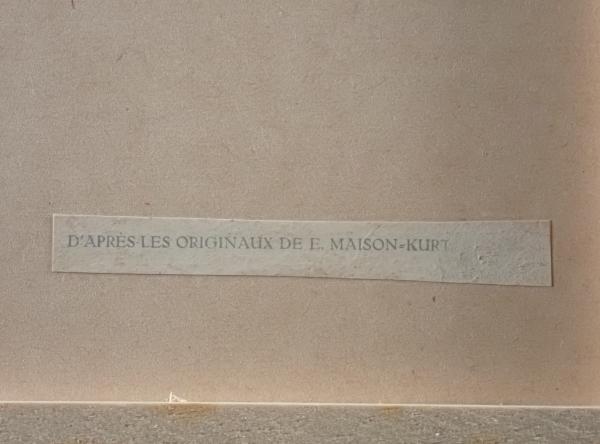 D'APRÈS LES ORIGINAUX DE E. MAISON=KURT